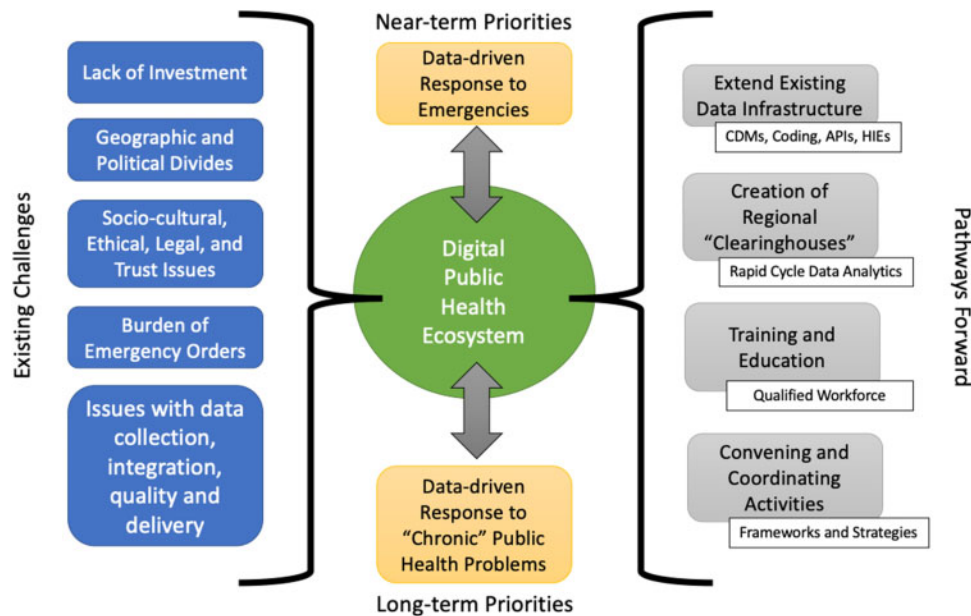 Existing Challenges
Lack of Investment
Geographic and
Political Divides
Socio-cultural,
Ethical, Legal, and
Trust Issues
Burden of
Emergency Orders
Issues with data
collection,
integration,
quality and
delivery
Near-term Priorities
Data-driven
Response to
Emergencies
Digital
Public
Health
Ecosystem
Data-driven
Response to
“Chronic” Public
Health Problems
Long-term Priorities
Extend Existing
Data Infrastructure
CDMs, Coding, APIs, HIEs
Creation of
Regional
“Clearinghouses”
Rapid Cycle Data Analytics
Training and
Education
Qualified Workforce
Convening and
Coordinating
Activities
Frameworks and Strategies
Pathways Forward